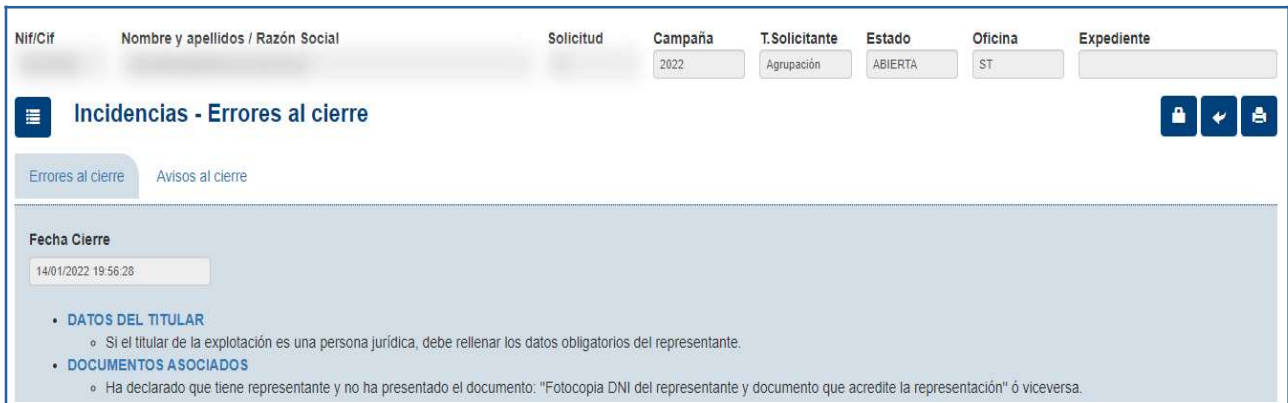 Nif/Cif Nombre y apellidos / Razón Social Solicitud Campaña T.Solicitante Estado Oficina Expediente
2022 Agrupación ABIERTA ST
Incidencias - Errores al cierre
Errores al cierre Avisos al cierre
Fecha Cierre
14/01/2022 19:56:28
• DATOS DEL TITULAR
◦ Si el titular de la explotación es una persona jurídica, debe rellenar los datos obligatorios del representante.
• DOCUMENTOS ASOCIADOS
◦ Ha declarado que tiene representante y no ha presentado el documento: "Fotocopia DNI del representante y documento que acredite la representación" ó viceversa.